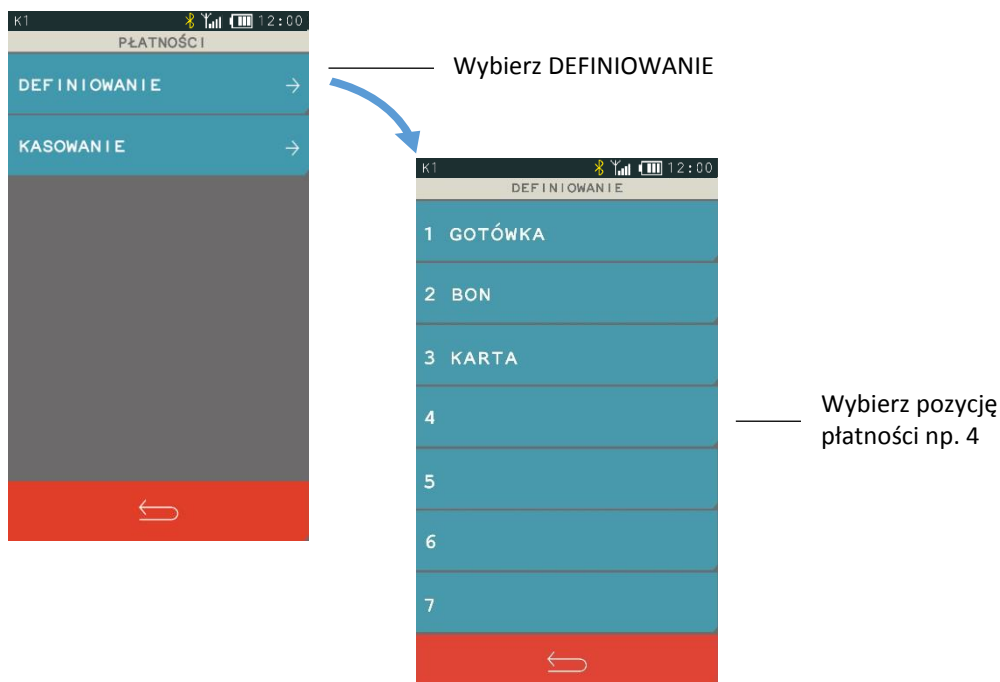 K1 12:00
PŁATNOŚCI
DEFINIOWANIE
KASOWANIE
Wybierz DEFINIOWANIE
K1 12:00
DEFINIOWANIE
1 GOTÓWKA
2 BON
3 KARTA
4
5
6
7
Wybierz pozycję
płatności np. 4